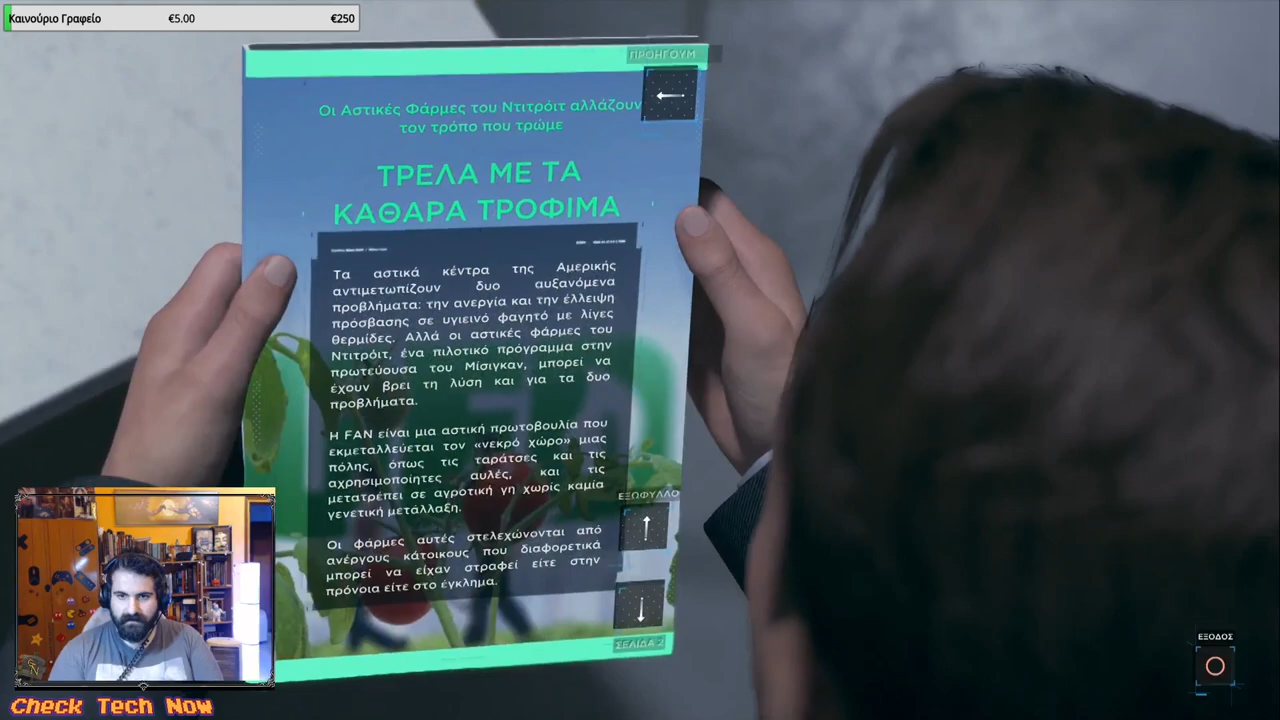 Καινούριο Γραφείο €5.00 €250
ΠΡΟΗΓΟΥΜ
Οι Αστικές Φάρμες του Ντιτρόιτ αλλάζουν
τον τρόπο που τρώμε
ΤΡΕΛΑ ΜΕ ΤΑ
ΚΑΘΑΡΑ ΤΡΟΦΙΜΑ
Τα αστικά κέντρα της Αμερικής
αντιμετωπίζουν δυο αυξανόμενα
προβλήματα: την ανεργία και την έλλειψη
πρόσβασης σε υγιεινό φαγητό με λίγες
θερμίδες. Αλλά οι αστικές φάρμες του
Ντιτρόιτ, ένα πιλοτικό πρόγραμμα στην
πρωτεύουσα του Μίσιγκαν, μπορεί να
έχουν βρει τη λύση και για τα δυο
προβλήματα.
Η FAN είναι μια αστική πρωτοβουλία που
εκμεταλλεύεται τον «νεκρό χώρο» μιας
πόλης, όπως τις ταράτσες και τις
αχρησιμοποίητες αυλές, και τις
μετατρέπει σε αγροτική γη χωρίς καμία
γενετική μετάλλαξη.
Οι φάρμες αυτές στελεχώνονται από
ανέργους κάτοικους που διαφορετικά
μπορεί να είχαν στραφεί είτε στην
πρόνοια είτε στο έγκλημα.
ΕΞΩΦΥΛΛΟ
ΣΕΛΙΔΑ 2
ΕΞΟΔΟΣ
Check Tech Now